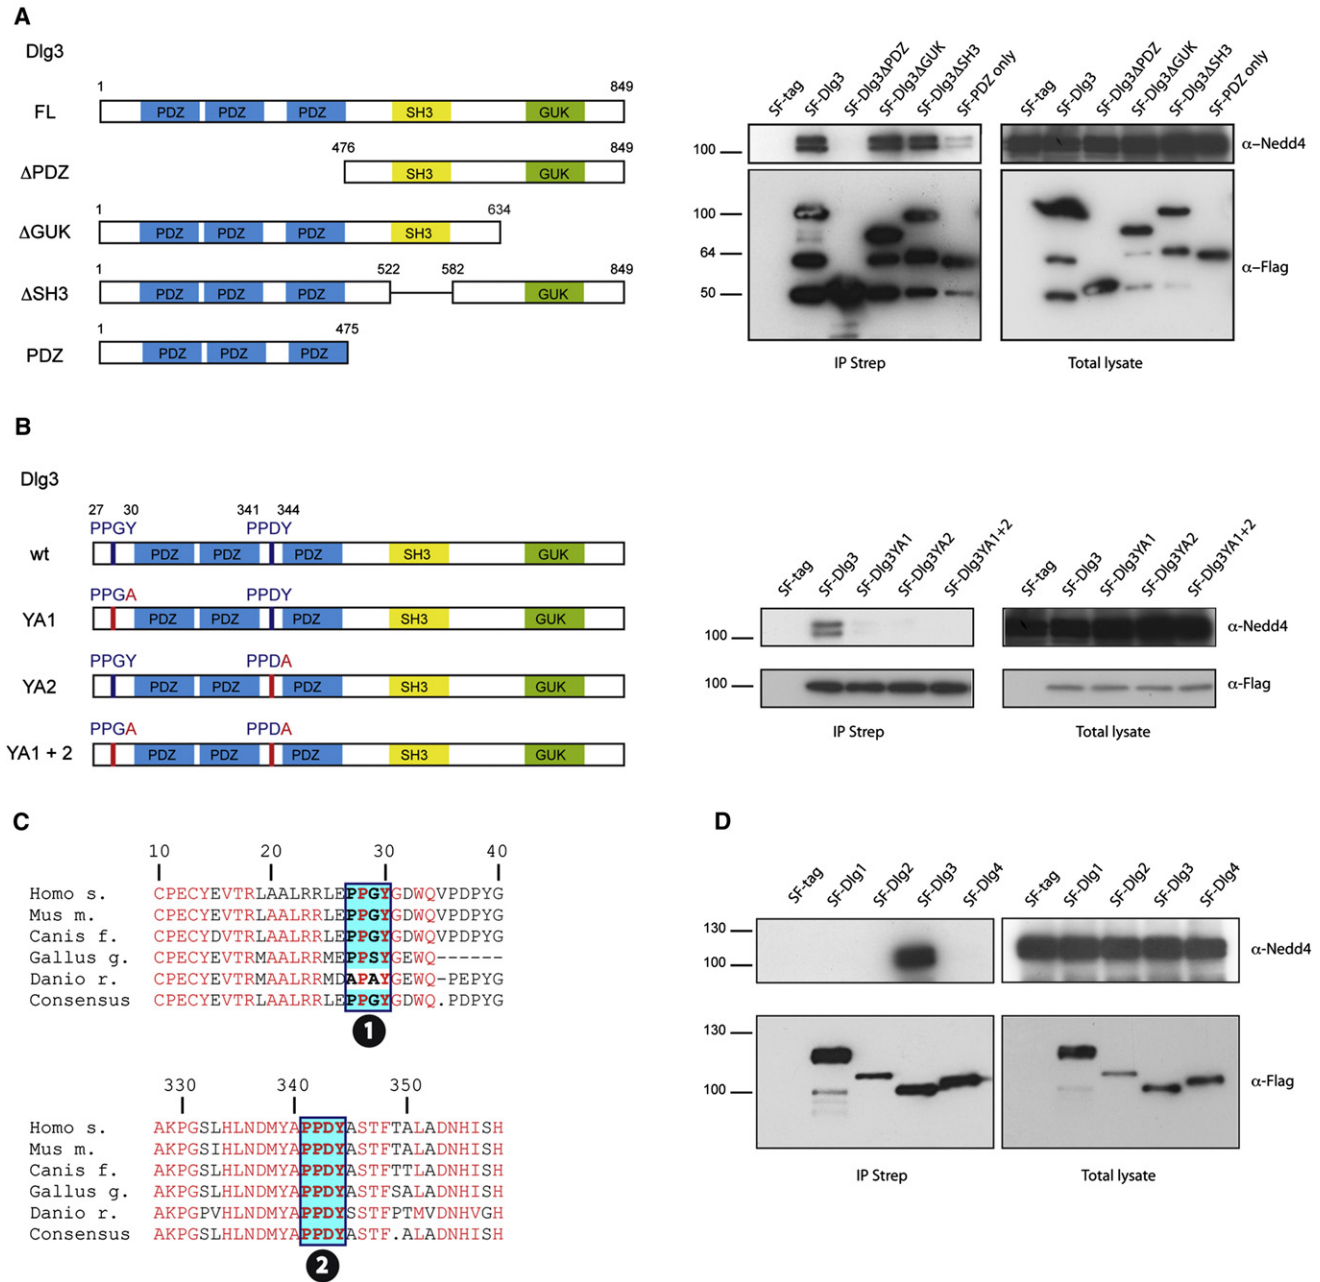 A
Dlg3
1 849
FL PDZ PDZ PDZ SH3 GUK
476 849
ΔPDZ SH3 GUK
1 634
ΔGUK PDZ PDZ PDZ SH3
1 522 582 849
ΔSH3 PDZ PDZ PDZ GUK
1 475
PDZ PDZ PDZ PDZ
SF-tag SF-Dlg3 SF-Dlg3ΔPDZ SF-Dlg3ΔGUK SF-Dlg3ΔSH3 SF-PDZ only
SF-tag SF-Dlg3 SF-Dlg3ΔPDZ SF-Dlg3ΔGUK SF-Dlg3ΔSH3 SF-PDZ only
100 α–Nedd4
100
64
50
α–Flag
IP Strep Total lysate
B
Dlg3
27 30 341 344
PPGY PPDY
wt PDZ PDZ PDZ SH3 GUK
PPGA PPDY
YA1 PDZ PDZ PDZ SH3 GUK
PPGY PPDA
YA2 PDZ PDZ PDZ SH3 GUK
PPGA PPDA
YA1 + 2 PDZ PDZ PDZ SH3 GUK
SF-tag SF-Dlg3 SF-Dlg3YA1 SF-Dlg3YA2 SF-Dlg3YA1+2
SF-tag SF-Dlg3 SF-Dlg3YA1 SF-Dlg3YA2 SF-Dlg3YA1+2
100 α-Nedd4
100 α-Flag
IP Strep Total lysate
C
10 20 30 40
Homo s. CPECYEVTRLAALRRLEPPGYGDWQVPDPYG
Mus m. CPECYEVTRLAALRRLEPPGYGDWQVPDPYG
Canis f. CPECYDVTRLAALRRLEPPGYGDWQVPDPYG
Gallus g. CPECYEVTRMAALRRMEPPSYGEWQ------
Danio r. CPECYEVTRMAALRRMDAPAYGEWQ-PEPYG
Consensus CPECYEVTRLAALRRLEPPGYGDWQ.PDPYG
1
330 340 350
Homo s. AKPGSLHLNDMYAPPDYASTFTALADNHISH
Mus m. AKPGSIHLNDMYAPPDYASTFTALADNHISH
Canis f. AKPGSLHLNDMYAPPDYASTFTTLADNHISH
Gallus g. AKPGSLHLNDMYAPPDYASTFSALADNHISH
Danio r. AKPGPVHLNDMYAPPDYSSTFPTMVDNHVGH
Consensus AKPGSLHLNDMYAPPDYASTF.ALADNHISH
2
D
SF-tag SF-Dlg1 SF-Dlg2 SF-Dlg3 SF-Dlg4
SF-tag SF-Dlg1 SF-Dlg2 SF-Dlg3 SF-Dlg4
130
100
α-Nedd4
130
100
α-Flag
IP Strep Total lysate